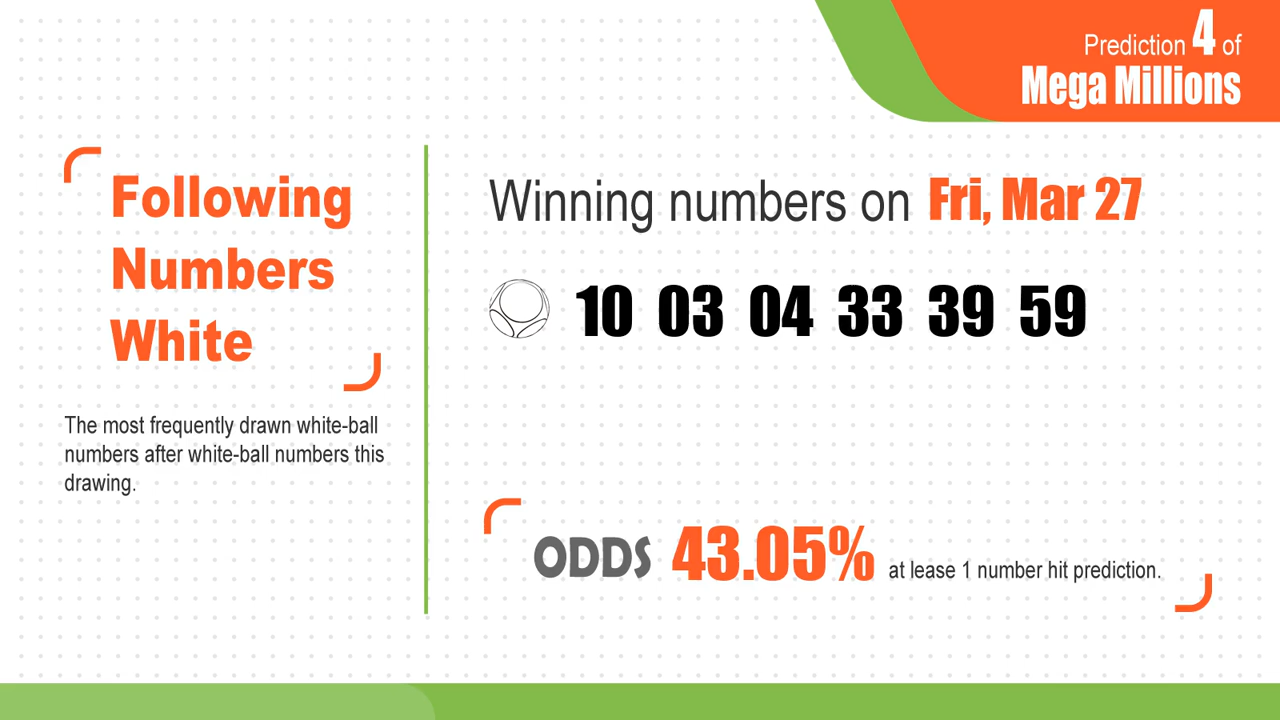 Prediction 4 of
Mega Millions
Following
Numbers
White
The most frequently drawn white-ball
numbers after white-ball numbers this
drawing.
Winning numbers on Fri, Mar 27
10 03 04 33 39 59
ODDS 43.05% at lease 1 number hit prediction.